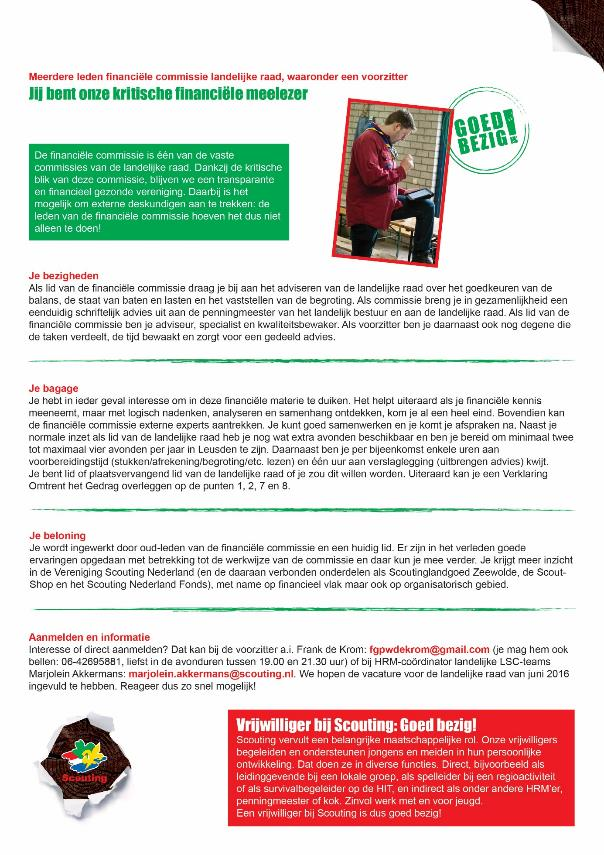 Meerdere leden financiële commissie landelijke raad, waaronder een voorzitter
Jij bent onze kritische financiële meelezer
GOED
BEZIG!
De financiële commissie is één van de vaste
commissies van de landelijke raad. Dankzij de kritische
blik van deze commissie, blijven we een transparante
en financieel gezonde vereniging. Daarbij is het
mogelijk om externe deskundigen aan te trekken: de
leden van de financiële commissie hoeven het dus niet
alleen te doen!
Je bezigheden
Als lid van de financiële commissie draag je bij aan het adviseren van de landelijke raad over het goedkeuren van de
balans, de staat van baten en lasten en het vaststellen van de begroting. Als commissie breng je in gezamenlijkheid een
eenduidig schriftelijk advies uit aan de penningmeester van het landelijk bestuur en aan de landelijke raad. Als lid van de
financiële commissie ben je adviseur, specialist en kwaliteitsbewaker. Als voorzitter ben je daarnaast ook nog degene die
de taken verdeelt, de tijd bewaakt en zorgt voor een gedeeld advies.
Je bagage
Je hebt in ieder geval interesse om in deze financiële materie te duiken. Het helpt uiteraard als je financiële kennis
meeneemt, maar met logisch nadenken, analyseren en samenhang ontdekken, kom je al een heel eind. Bovendien kan
de financiële commissie externe experts aantrekken. Je kunt goed samenwerken en je komt je afspraken na. Naast je
normale inzet als lid van de landelijke raad heb je nog wat extra avonden beschikbaar en ben je bereid om minimaal twee
tot maximaal vier avonden per jaar in Leusden te zijn. Daarnaast ben je per bijeenkomst enkele uren aan
voorbereidingstijd (stukken/afrekening/begroting/etc. lezen) en één uur aan verslaglegging (uitbrengen advies) kwijt.
Je bent lid of plaatsvervangend lid van de landelijke raad of je zou dit willen worden. Uiteraard kan je een Verklaring
Omtrent het Gedrag overleggen op de punten 1, 2, 7 en 8.
Je beloning
Je wordt ingewerkt door oud-leden van de financiële commissie en een huidig lid. Er zijn in het verleden goede
ervaringen opgedaan met betrekking tot de werkwijze van de commissie en daar kun je mee verder. Je krijgt meer inzicht
in de Vereniging Scouting Nederland (en de daaraan verbonden onderdelen als Scoutinglandgoed Zeewolde, de Scout-
Shop en het Scouting Nederland Fonds), met name op financieel vlak maar ook op organisatorisch gebied.
Aanmelden en informatie
Interesse of direct aanmelden? Dat kan bij de voorzitter a.i. Frank de Krom: fgpwdekrom@gmail.com (je mag hem ook
bellen: 06-42695881, liefst in de avonduren tussen 19.00 en 21.30 uur) of bij HRM-coördinator landelijke LSC-teams
Marjolein Akkermans: marjolein.akkermans@scouting.nl. We hopen de vacature voor de landelijke raad van juni 2016
ingevuld te hebben. Reageer dus zo snel mogelijk!
Scouting
Vrijwilliger bij Scouting: Goed bezig!
Scouting vervult een belangrijke maatschappelijke rol. Onze vrijwilligers
begeleiden en ondersteunen jongens en meiden in hun persoonlijke
ontwikkeling. Dat doen ze in diverse functies. Direct, bijvoorbeeld als
leidinggevende bij een lokale groep, als spelleider bij een regioactiviteit
of als survivalbegeleider op de HIT, en indirect als onder andere HRM'er,
penningmeester of kok. Zinvol werk met en voor jeugd.
Een vrijwilliger bij Scouting is dus goed bezig!